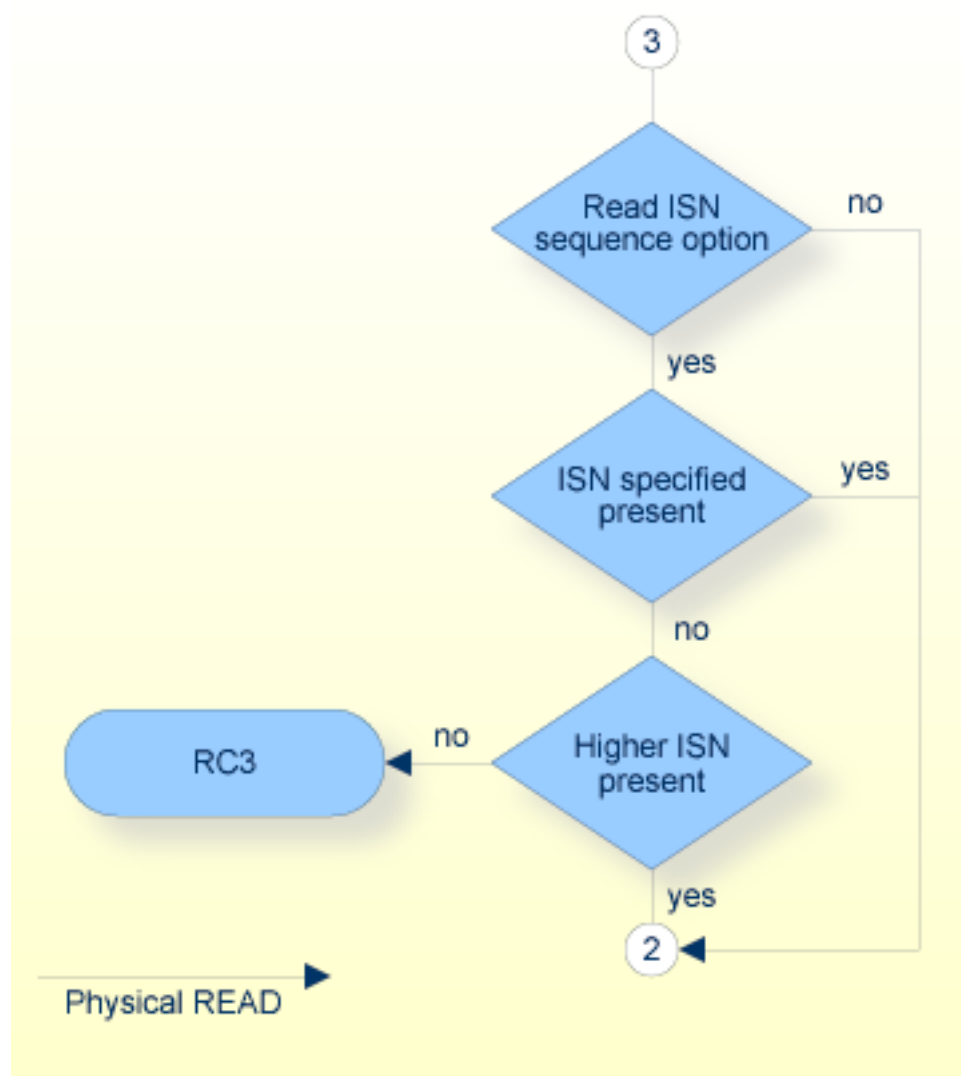 3
Read ISN
sequence option
no
yes
ISN specified
present
yes
no
Higher ISN
present
no
RC3
yes
2
Physical READ